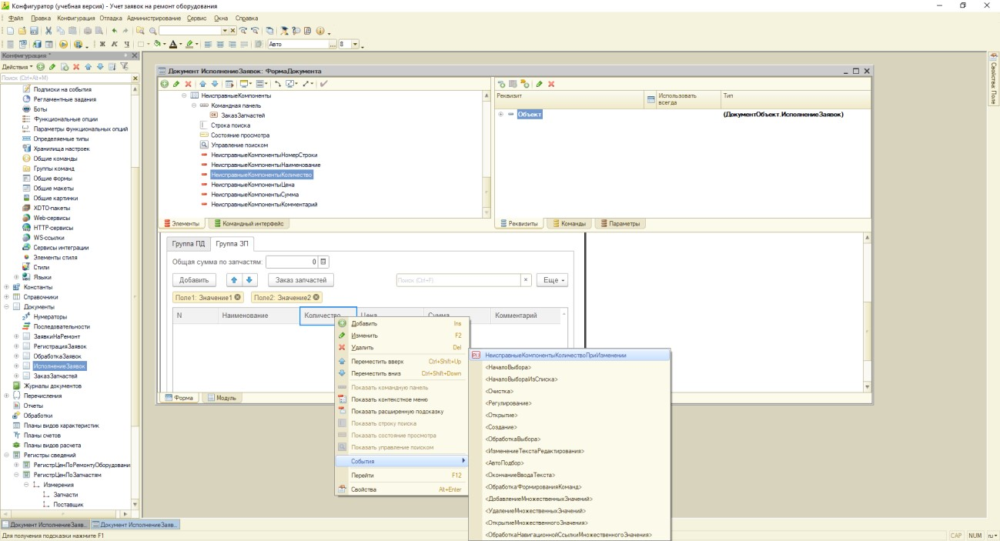 Конфигуратор (учебная версия) - Учет заявок на ремонт оборудования
Файл Правка Конфигурация Отладка Администрирование Сервис Окна Справка
Авто 8
Конфигурация *
Действия
Поиск (Ctrl+Alt+M)
Подписки на события
Регламентные задания
Боты
Функциональные опции
Параметры функциональных опций
Определяемые типы
Хранилища настроек
Общие команды
Группы команд
Общие формы
Общие макеты
Общие картинки
XDTO-пакеты
Web-сервисы
HTTP-сервисы
WS-ссылки
Сервисы интеграции
Элементы стиля
Стили
Языки
Константы
Справочники
Документы
Нумераторы
Последовательности
ЗаявкиНаРемонт
РегистрацияЗаявок
ОбработкаЗаявок
ИсполнениеЗаявок
ЗаказЗапчастей
Журналы документов
Перечисления
Отчеты
Обработки
Планы видов характеристик
Планы счетов
Планы видов расчета
Регистры сведений
РегистрЦенПоРемонтуОборудовани
РегистрЦенПоЗапчастям
Измерения
Запчасти
Поставщик
Документ ИсполнениеЗаявок: ФормаДокумента
НеисправныеКомпоненты
Командная панель
ЗаказЗапчастей
Строка поиска
Состояние просмотра
Управление поиском
НеисправныеКомпонентыНомерСтроки
НеисправныеКомпонентыНаименование
НеисправныеКомпонентыКоличество
НеисправныеКомпонентыЦена
НеисправныеКомпонентыСумма
НеисправныеКомпонентыКомментарий
Элементы Командный интерфейс
Реквизит Использовать всегда Тип
Объект (ДокументОбъект.ИсполнениеЗаявок)
Реквизиты Команды Параметры
Группа ПД Группа ЗП
Общая сумма по запчастям: 0
Добавить Заказ запчастей Поиск (Ctrl+F) × Еще
Поле1: Значение1 Поле2: Значение2
N Наименование Количество Цена Сумма Комментарий
Форма Модуль
Добавить Ins
Изменить F2
Удалить Del
Переместить вверх Ctrl+Shift+Up
Переместить вниз Ctrl+Shift+Down
Показать командную панель
Показать контекстное меню
Показать расширенную подсказку
Показать строку поиска
Показать состояние просмотра
Показать управление поиском
События
Перейти F12
Свойства Alt+Enter
НеисправныеКомпонентыКоличествоПриИзменении
<НачалоВыбора>
<НачалоВыбораИзСписка>
<Очистка>
<Регулирование>
<Открытие>
<Создание>
<ОбработкаВыбора>
<ИзменениеТекстаРедактирования>
<АвтоПодбор>
<ОкончаниеВводаТекста>
<ОбработкаФормированияКоманд>
<ДобавлениеМножественныхЗначений>
<УдалениеМножественныхЗначений>
<ОткрытиеМножественногоЗначения>
<ОбработкаНавигационнойСсылкиМножественногоЗначения>
Свойства: Поле
Документ ИсполнениеЗаяв... Документ ИсполнениеЗаяв...
Для получения подсказки нажмите F1
CAP NUM ru